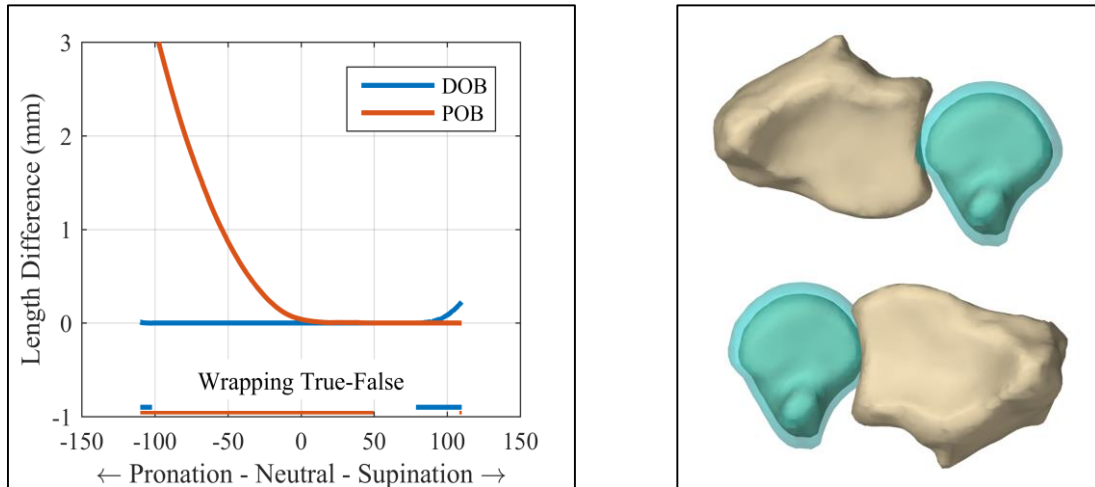 3
2
1
0
-1
Length Difference (mm)
DOB
POB
Wrapping True-False
-150 -100 -50 0 50 100 150
← Pronation - Neutral - Supination →